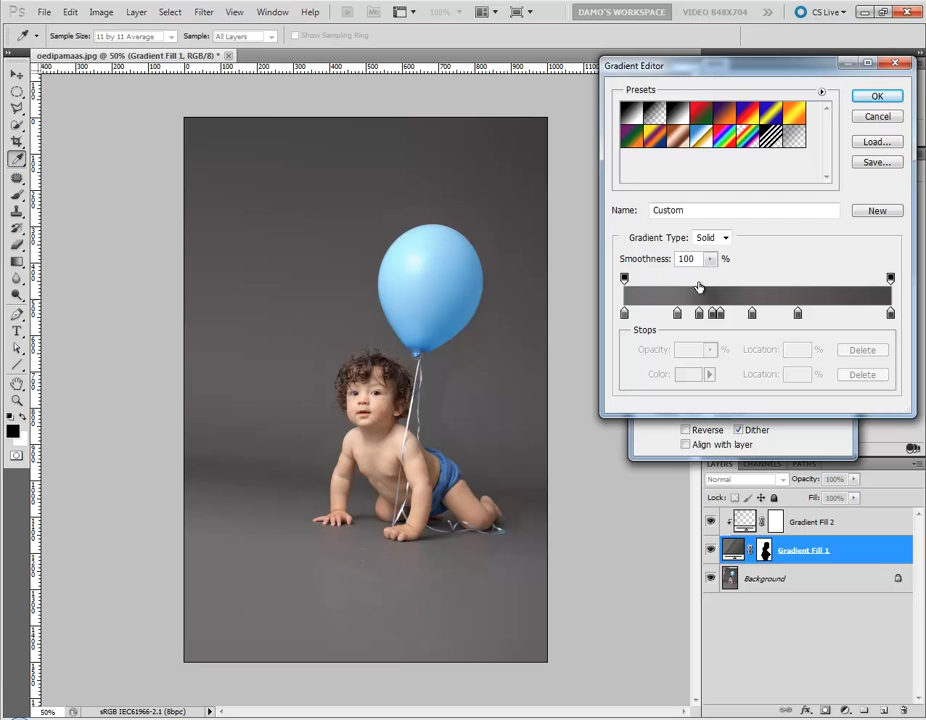 Ps File Edit Image Layer Select Filter View Window Help 100% DAMO'S WORKSPACE VIDEO 848X704 CS Live
Sample Size: 11 by 11 Average Sample: All Layers Show Sampling Ring
oedipamaas.jpg @ 50% (Gradient Fill 1, RGB/8) *
Gradient Editor
Presets
OK
Cancel
Load...
Save...
Name: Custom New
Gradient Type: Solid
Smoothness: 100 %
Stops
Opacity: % Location: % Delete
Color: Location: % Delete
Reverse Dither
Align with layer
LAYERS CHANNELS PATHS
Normal Opacity: 100%
Lock: Fill: 100%
Gradient Fill 2
Gradient Fill 1
Background
50% sRGB IEC61966-2.1 (8bpc)